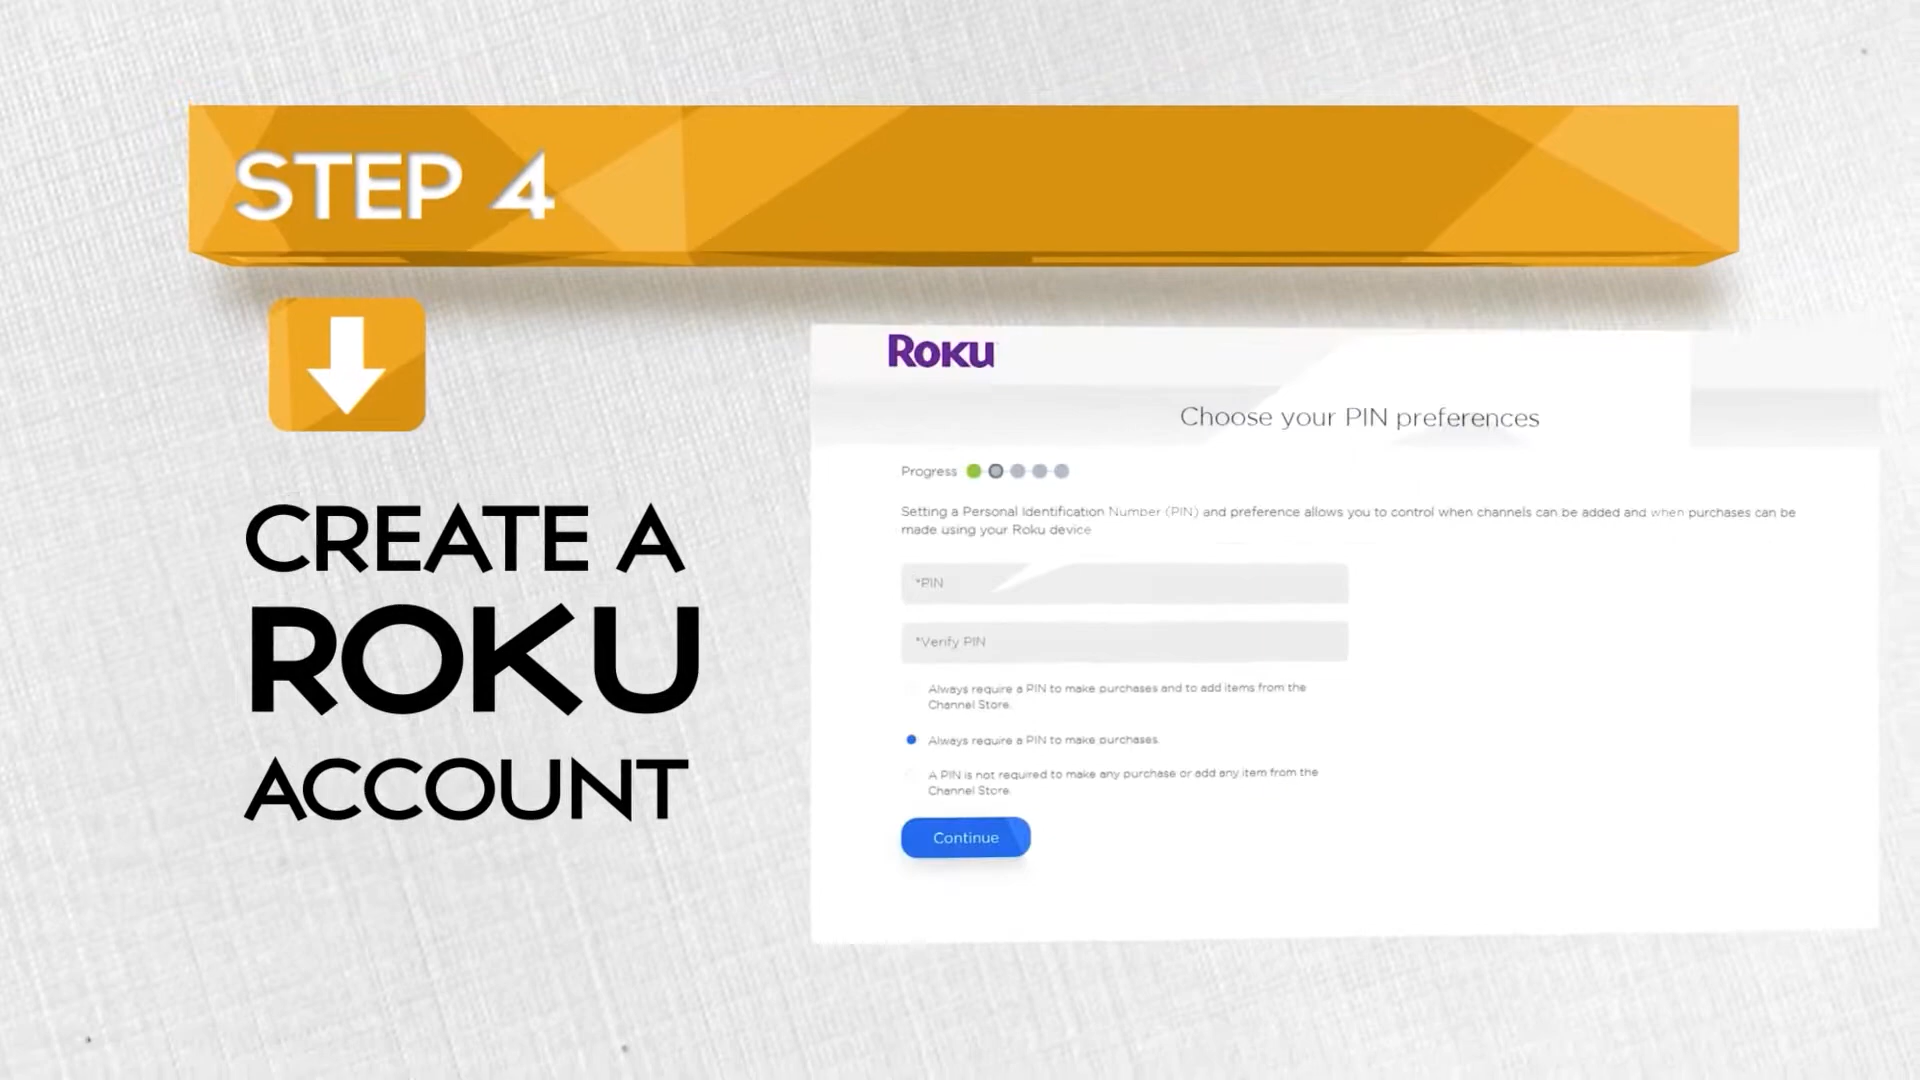 STEP 4
CREATE A
ROKU
ACCOUNT
Roku
Choose your PIN preferences
Progress
Setting a Personal Identification Number (PIN) and preference allows you to control when channels can be added and when purchases can be
made using your Roku device
*PIN
*Verify PIN
Always require a PIN to make purchases and to add items from the
Channel Store.
Always require a PIN to make purchases.
A PIN is not required to make any purchase or add any item from the
Channel Store.
Continue